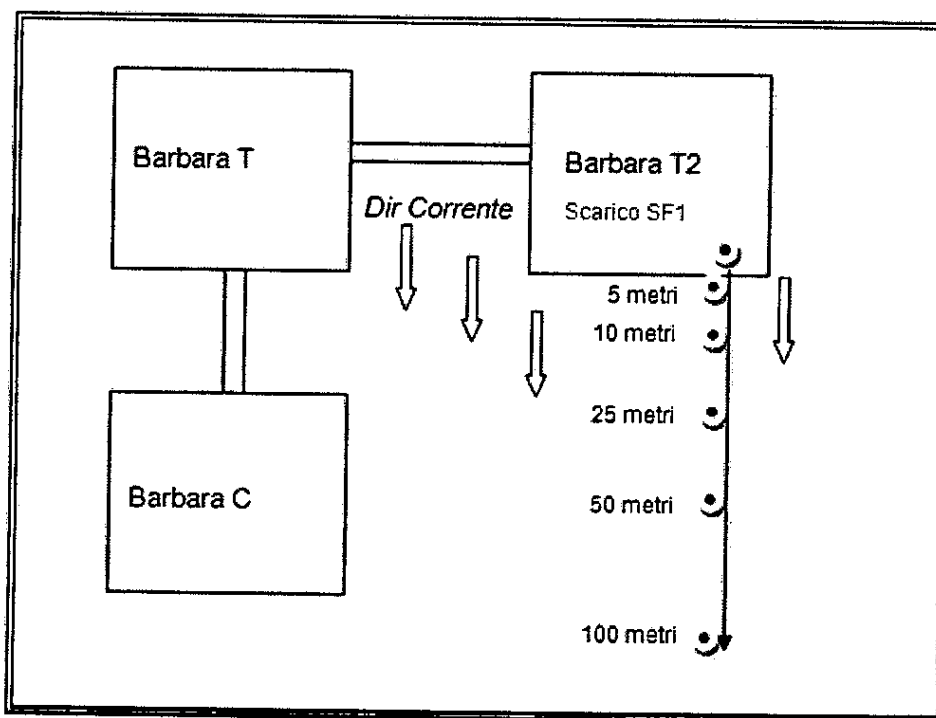 Barbara T
Barbara T2
Dir Corrente
Scarico SF1
5 metri
10 metri
25 metri
50 metri
Barbara C
100 metri